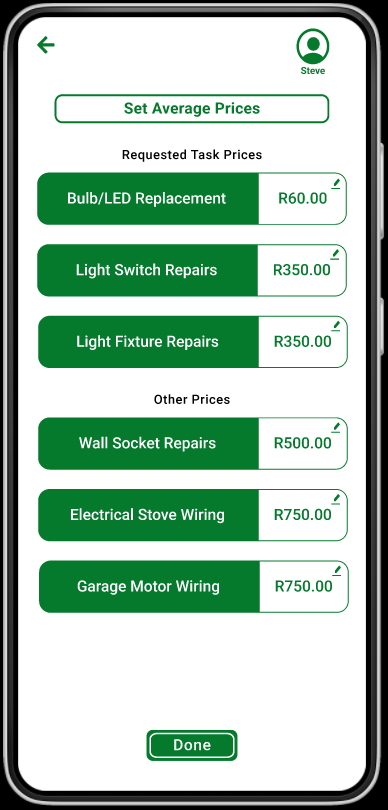 Steve
Set Average Prices
Requested Task Prices
Bulb/LED Replacement R60.00
Light Switch Repairs R350.00
Light Fixture Repairs R350.00
Other Prices
Wall Socket Repairs R500.00
Electrical Stove Wiring R750.00
Garage Motor Wiring R750.00
Done